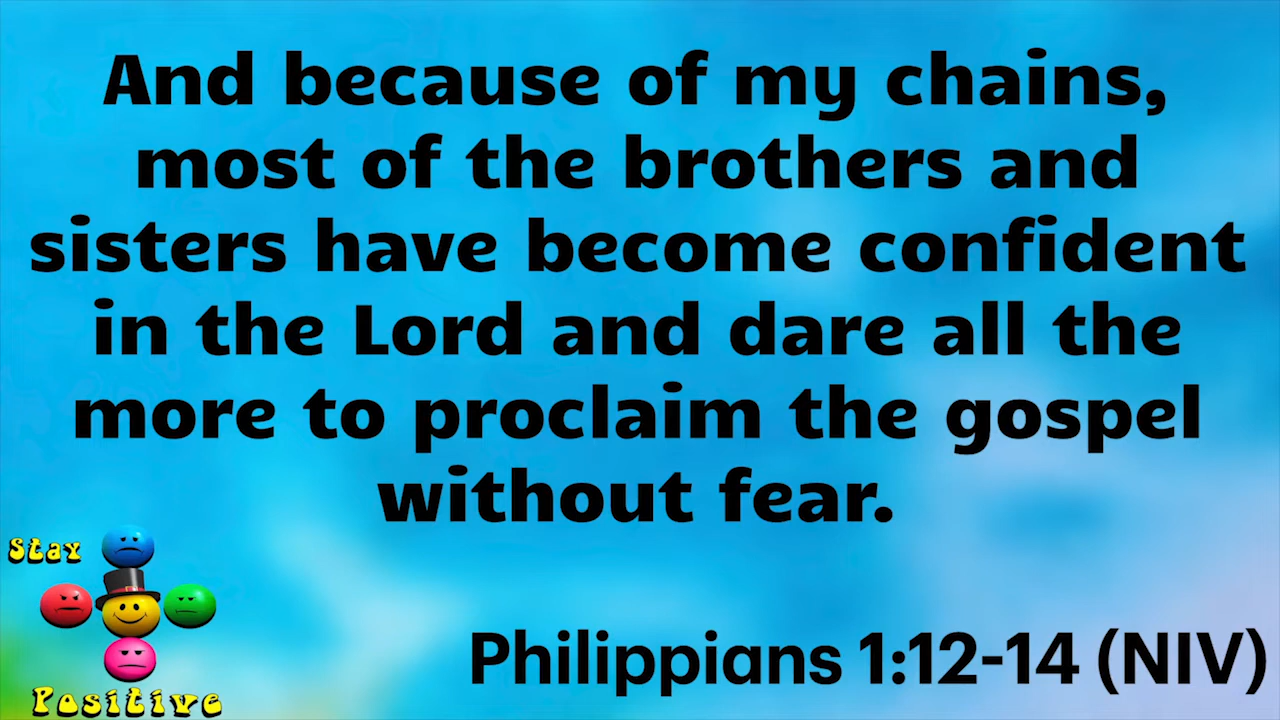 And because of my chains,
most of the brothers and
sisters have become confident
in the Lord and dare all the
more to proclaim the gospel
without fear.
Stay
Positive
Philippians 1:12-14 (NIV)